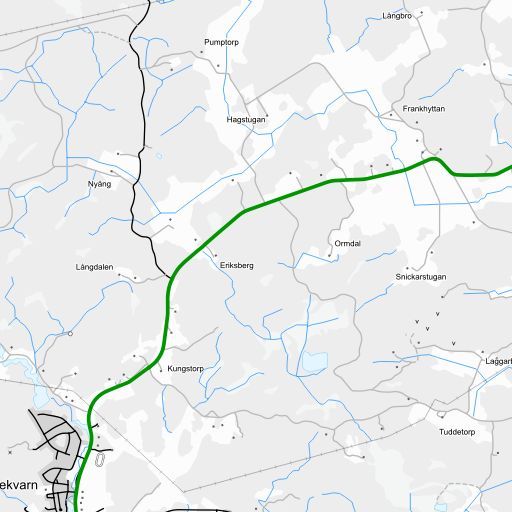 Långbro
Pumptorp
Frankhyttan
Hagstugan
Nyäng
Ormdal
Eriksberg
Långdalen
Snickarstugan
Kungstorp
Tuddetorp
ekvarn